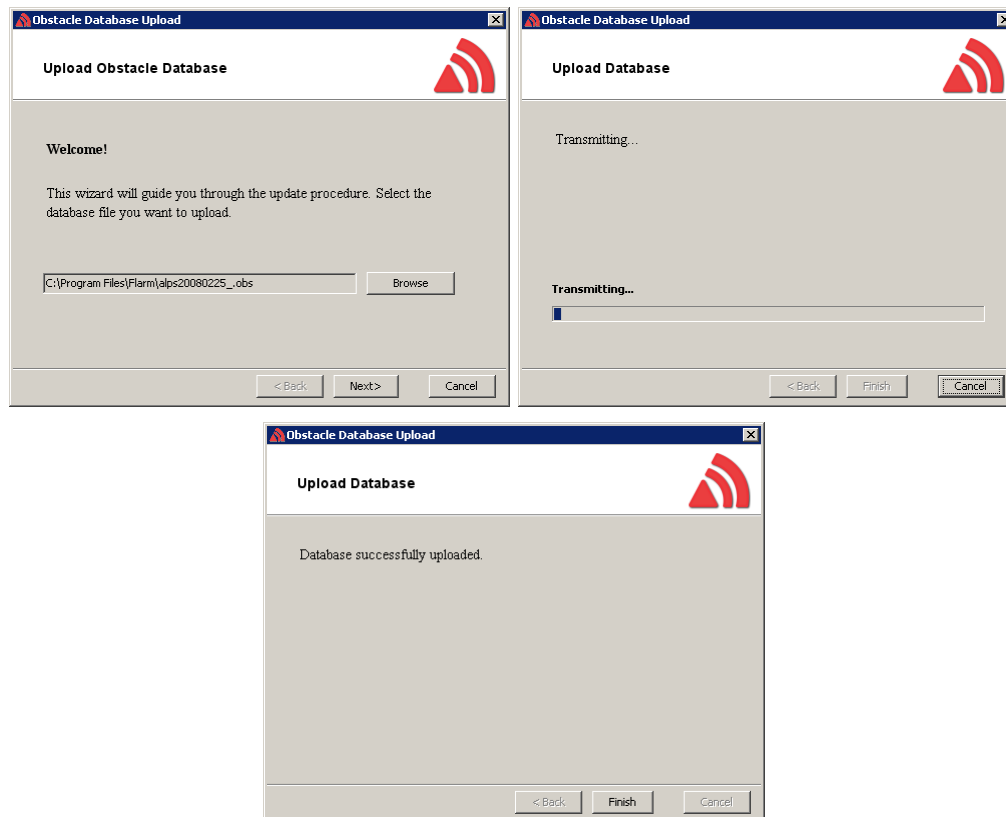 Obstacle Database Upload
Upload Obstacle Database
Welcome!
This wizard will guide you through the update procedure. Select the
database file you want to upload.
C:\Program Files\Flarm\alps20080225_.obs
Browse
< Back
Next>
Cancel
Obstacle Database Upload
Upload Database
Transmitting...
Transmitting...
< Back
Finish
Cancel
Obstacle Database Upload
Upload Database
Database successfully uploaded.
< Back
Finish
Cancel